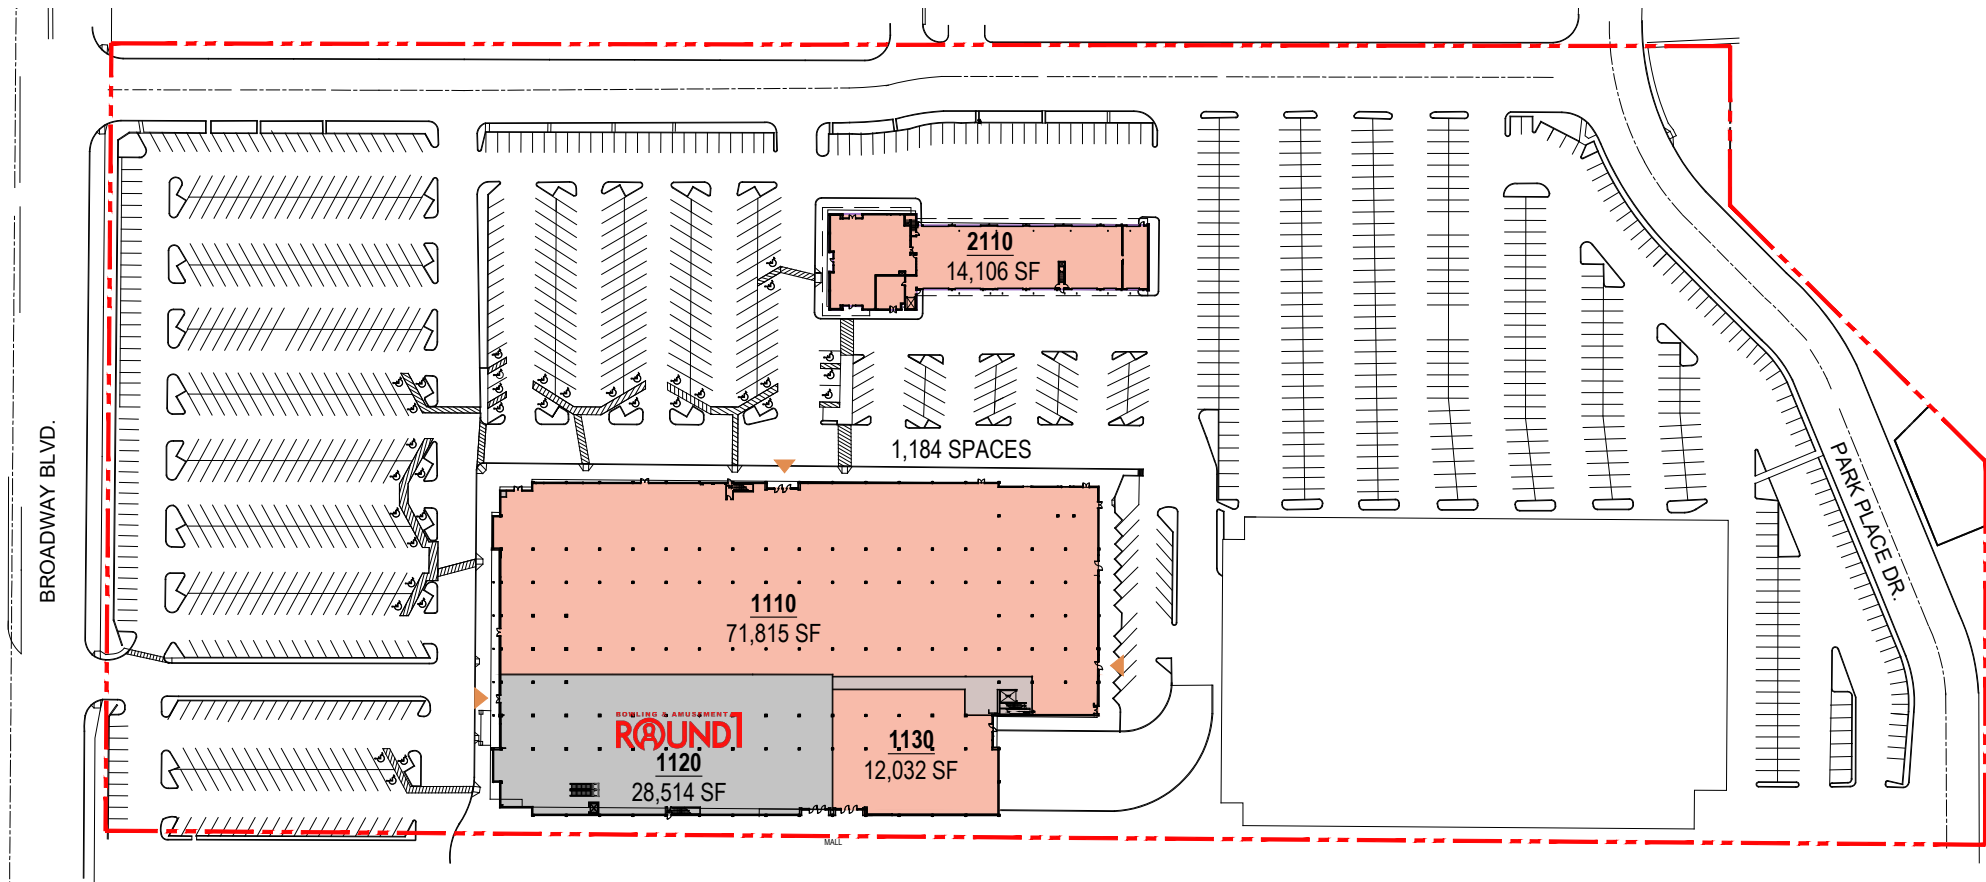 2110
14,106 SF
1,184 SPACES
BROADWAY BLVD.
PARK PLACE DR.
1110
71,815 SF
BOWLING & AMUSEMENT
ROUND1
1120
28,514 SF
1130
12,032 SF
MALL